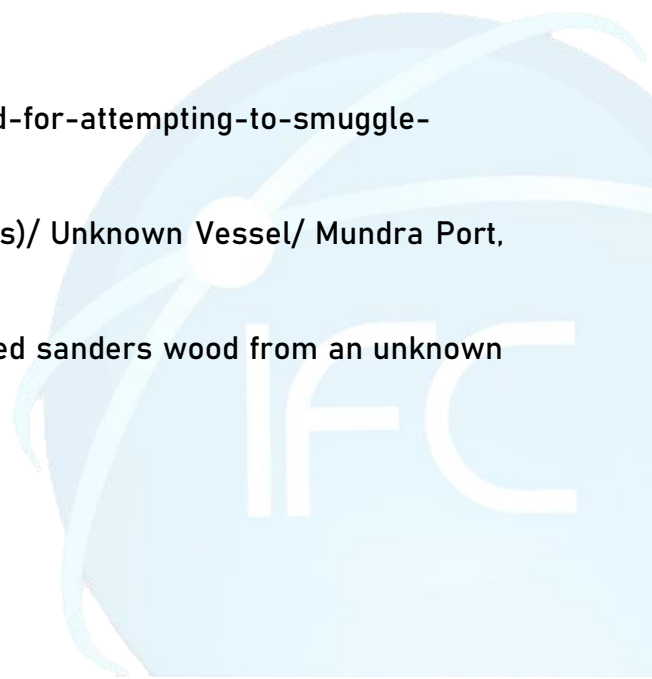 d-for-attempting-to-smuggle-
s)/ Unknown Vessel/ Mundra Port,
ed sanders wood from an unknown
IFC